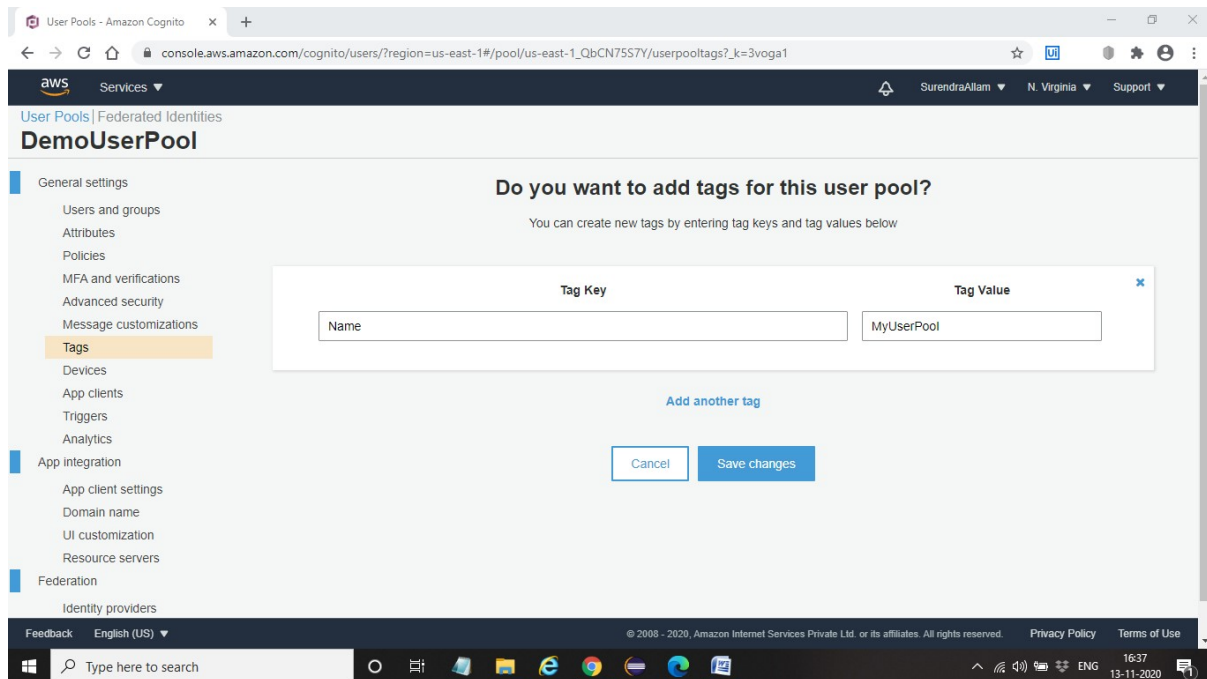 User Pools - Amazon Cognito
console.aws.amazon.com/cognito/users/?region=us-east-1#/pool/us-east-1_QbCN75S7Y/userpooltags?_k=3voga1
Ui
aws
Services
SurendraAllam
N. Virginia
Support
User Pools | Federated Identities
DemoUserPool
General settings
Users and groups
Attributes
Policies
MFA and verifications
Advanced security
Message customizations
Tags
Devices
App clients
Triggers
Analytics
App integration
App client settings
Domain name
UI customization
Resource servers
Federation
Identity providers
Do you want to add tags for this user pool?
You can create new tags by entering tag keys and tag values below
Tag Key
Tag Value
Name
MyUserPool
Add another tag
Cancel
Save changes
Feedback
English (US)
© 2008 - 2020, Amazon Internet Services Private Ltd. or its affiliates. All rights reserved.
Privacy Policy
Terms of Use
Type here to search
ENG
16:37
13-11-2020